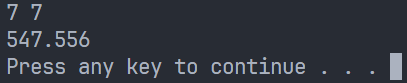 7 7
547.556
Press any key to continue . . .